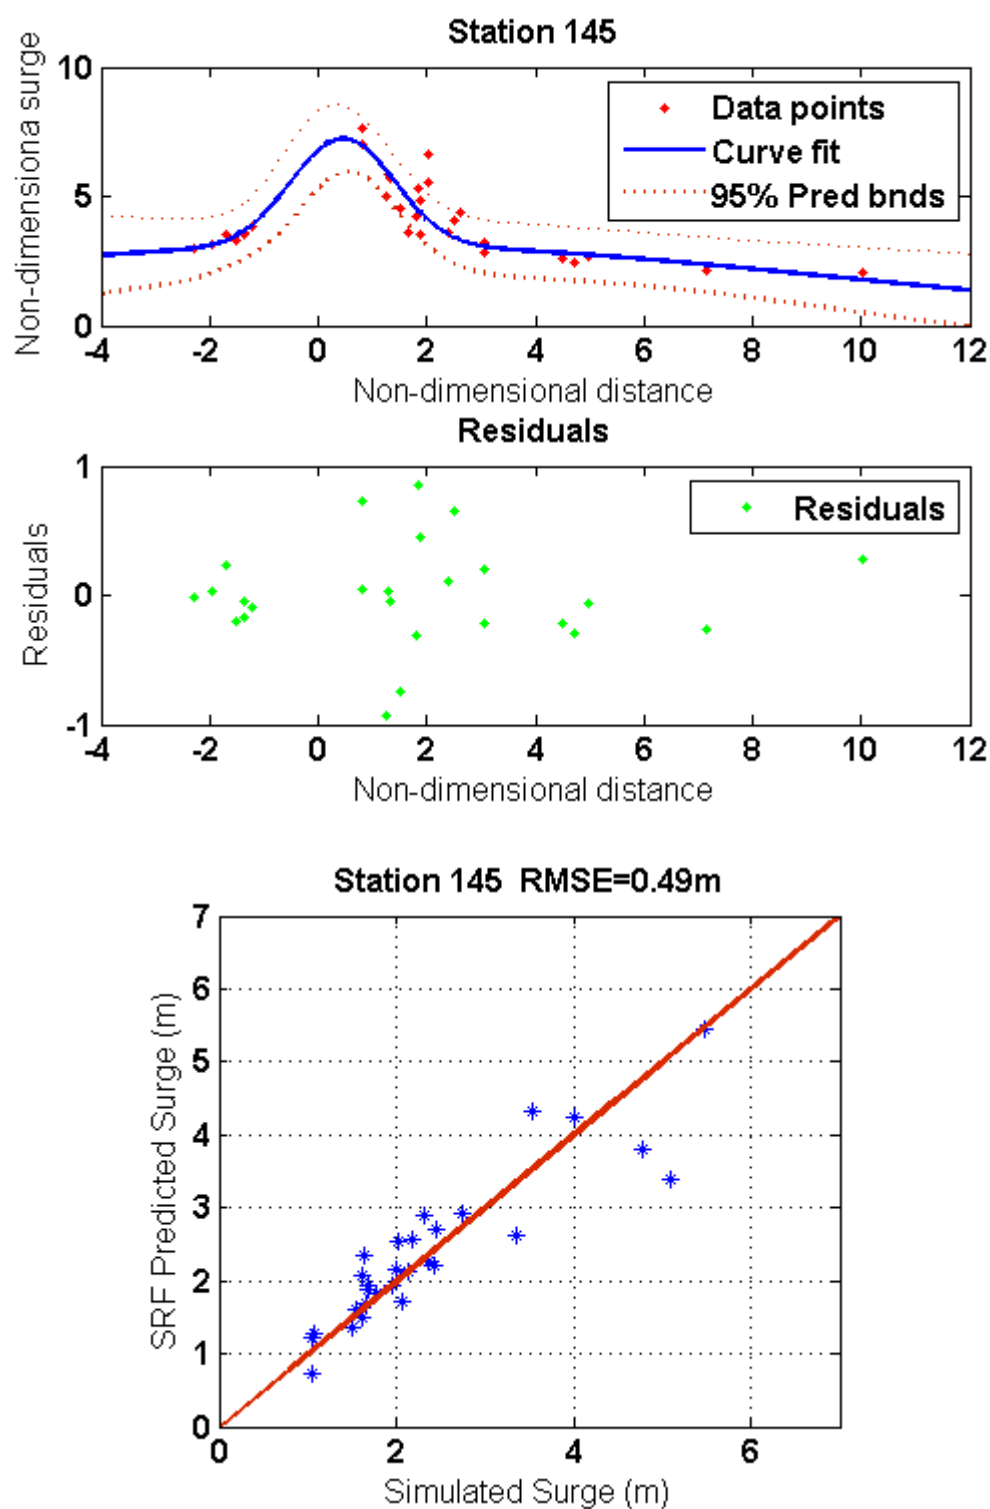 Station 145
Non-dimensiona surge
10
5
0
Data points
Curve fit
95% Pred bnds
-4 -2 0 2 4 6 8 10 12
Non-dimensional distance
Residuals
Residuals
1
0
-1
Residuals
-4 -2 0 2 4 6 8 10 12
Non-dimensional distance
Station 145 RMSE=0.49m
SRF Predicted Surge (m)
7
6
5
4
3
2
1
0
0 2 4 6
Simulated Surge (m)